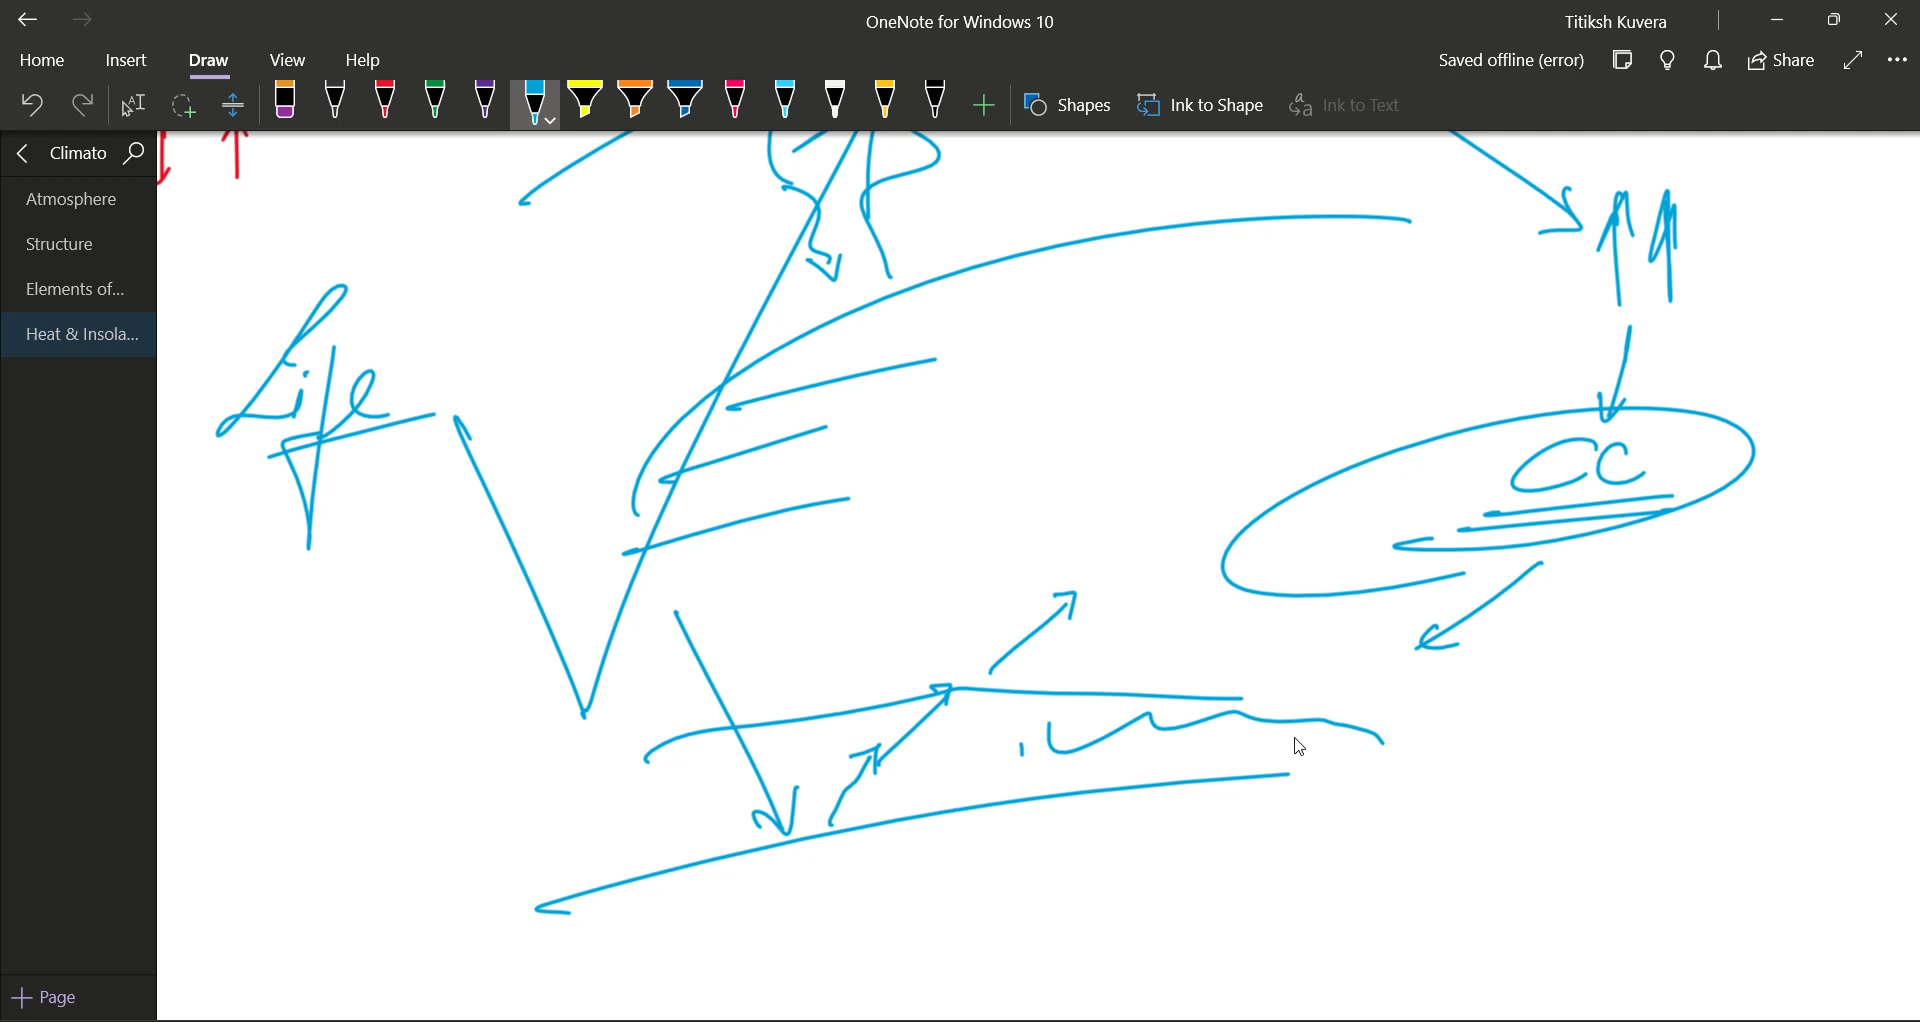 OneNote for Windows 10
Titiksh Kuvera
Home Insert Draw View Help
Saved offline (error) Share
Shapes Ink to Shape Ink to Text
Climato
Atmosphere
Structure
Elements of...
Heat & Insola...
Life
CC
Page